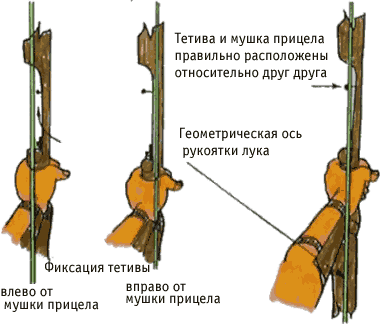 Тетива и мушка прицела
правильно расположены
относительно друг друга
Геометрическая ось
рукоятки лука
Фиксация тетивы
влево от
мушки прицела
вправо от
мушки прицела